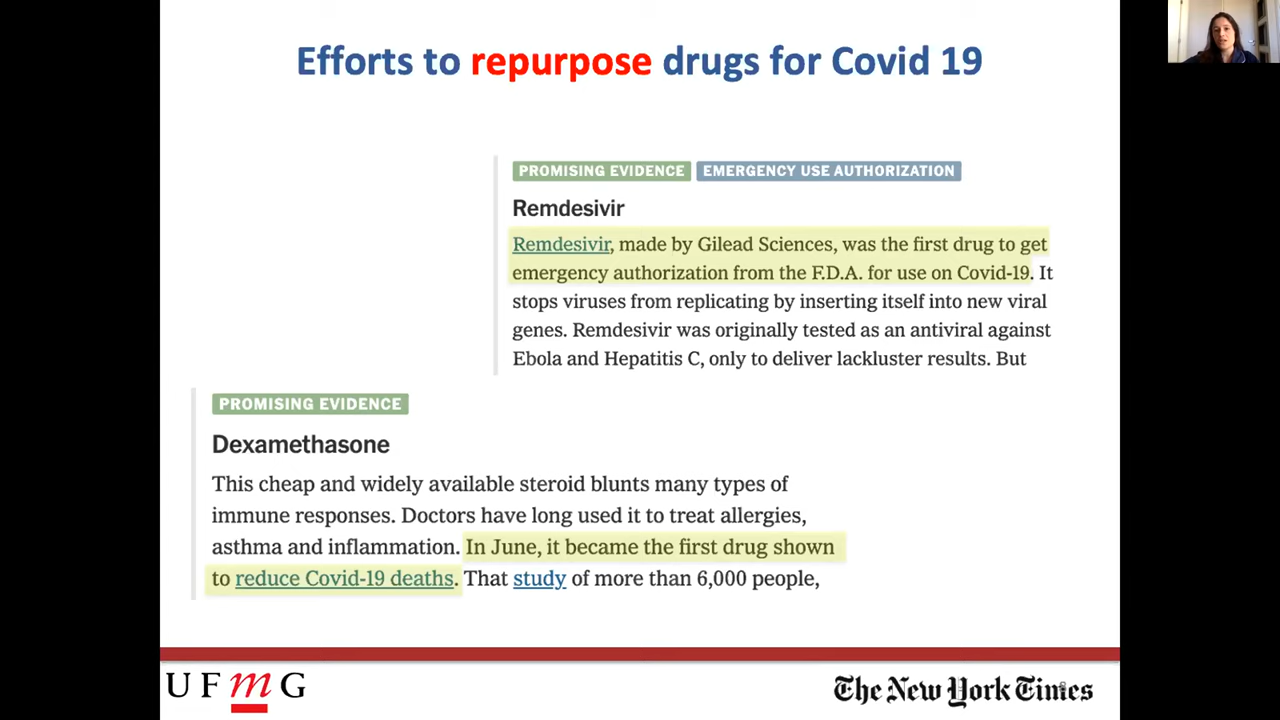 Efforts to repurpose drugs for Covid 19
PROMISING EVIDENCE EMERGENCY USE AUTHORIZATION
Remdesivir
Remdesivir, made by Gilead Sciences, was the first drug to get
emergency authorization from the F.D.A. for use on Covid-19. It
stops viruses from replicating by inserting itself into new viral
genes. Remdesivir was originally tested as an antiviral against
Ebola and Hepatitis C, only to deliver lackluster results. But
PROMISING EVIDENCE
Dexamethasone
This cheap and widely available steroid blunts many types of
immune responses. Doctors have long used it to treat allergies,
asthma and inflammation. In June, it became the first drug shown
to reduce Covid-19 deaths. That study of more than 6,000 people,
UFmG
The New York Times